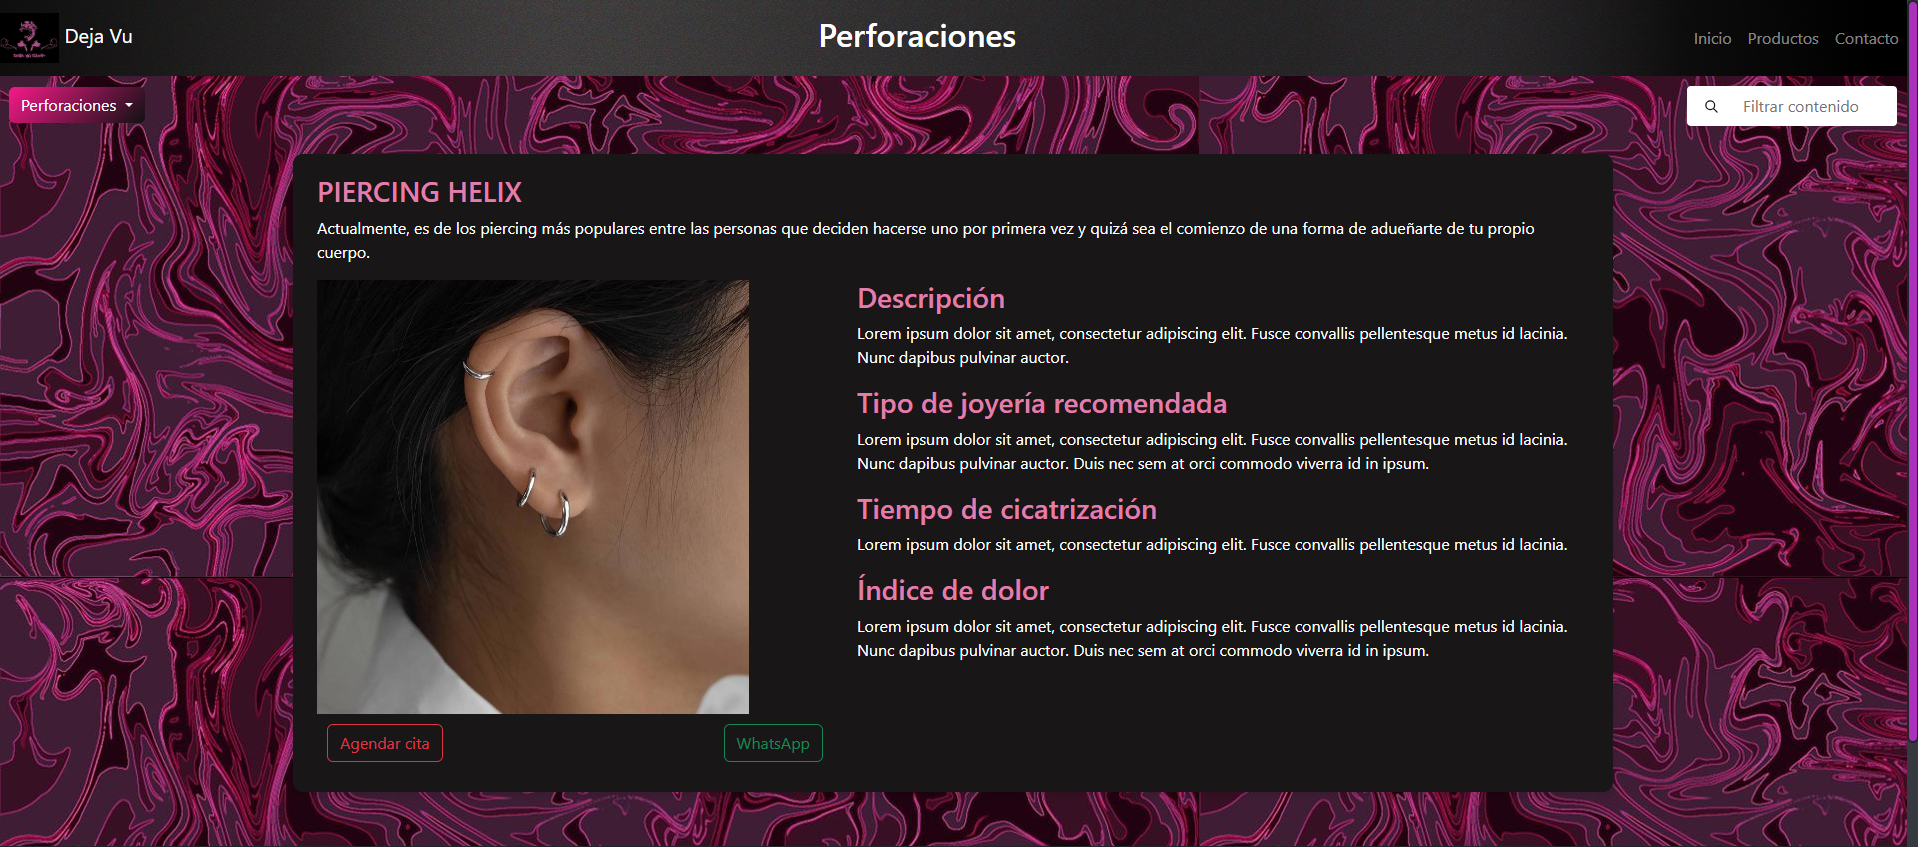 Deja Vu
Perforaciones
Inicio Productos Contacto
Perforaciones
Filtrar contenido
PIERCING HELIX
Actualmente, es de los piercing más populares entre las personas que deciden hacerse uno por primera vez y quizá sea el comienzo de una forma de adueñarte de tu propio
cuerpo.
Descripción
Lorem ipsum dolor sit amet, consectetur adipiscing elit. Fusce convallis pellentesque metus id lacinia.
Nunc dapibus pulvinar auctor.
Tipo de joyería recomendada
Lorem ipsum dolor sit amet, consectetur adipiscing elit. Fusce convallis pellentesque metus id lacinia.
Nunc dapibus pulvinar auctor. Duis nec sem at orci commodo viverra id in ipsum.
Tiempo de cicatrización
Lorem ipsum dolor sit amet, consectetur adipiscing elit. Fusce convallis pellentesque metus id lacinia.
Índice de dolor
Lorem ipsum dolor sit amet, consectetur adipiscing elit. Fusce convallis pellentesque metus id lacinia.
Nunc dapibus pulvinar auctor. Duis nec sem at orci commodo viverra id in ipsum.
Agendar cita
WhatsApp